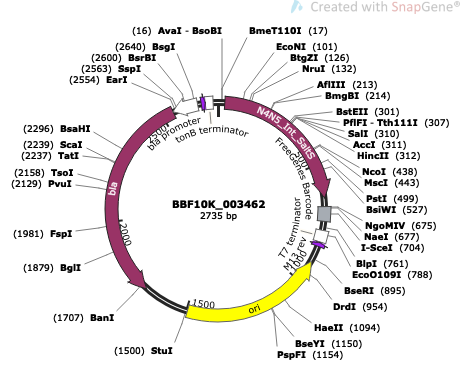 Created with SnapGene®
(16) AvaI - BsoBI
BmeT110I (17)
(2640) BsgI
EcoNI (101)
(2600) BsrBI
BtgZI (126)
(2563) SspI
NruI (132)
(2554) EarI
AflIII (213)
BmgBI (214)
BstEII (301)
PflFI - Tth111I (307)
SalI (310)
AccI (311)
HincII (312)
(2296) BsaHI
(2239) ScaI
(2237) TatI
NcoI (438)
MscI (443)
(2158) TsoI
(2129) PvuI
PstI (499)
BsiWI (527)
NgoMIV (675)
NaeI (677)
I-SceI (704)
(1981) FspI
BlpI (761)
EcoO109I (788)
(1879) BglI
BseRI (895)
DrdI (954)
(1707) BanI
HaeII (1094)
BseYI (1150)
(1500) StuI
PspFI (1154)
BBF10K_003462
2735 bp
N4N5_Int_SaltS
FreeGenes Barcode
T7 terminator
M13 rev
ori
bla
bla promoter
tonB terminator
500
1000
1500
2000
2500